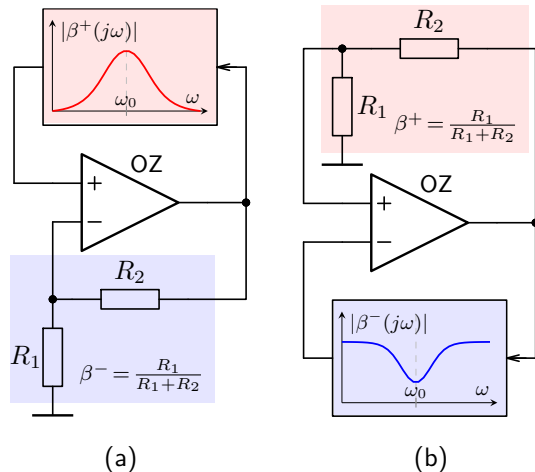 |β⁺(jω)|
ω₀
ω
OZ
+
−
R₂
R₁
β⁻ = R₁/(R₁+R₂)
(a)
R₂
R₁
β⁺ = R₁/(R₁+R₂)
OZ
+
−
|β⁻(jω)|
ω₀
ω
(b)